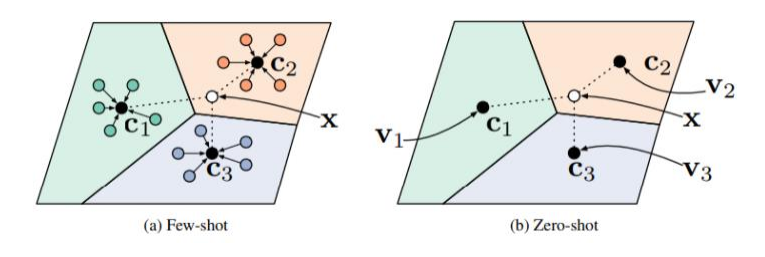 c1
c2
c3
x
(a) Few-shot
v1
c1
c2
v2
x
c3
v3
(b) Zero-shot